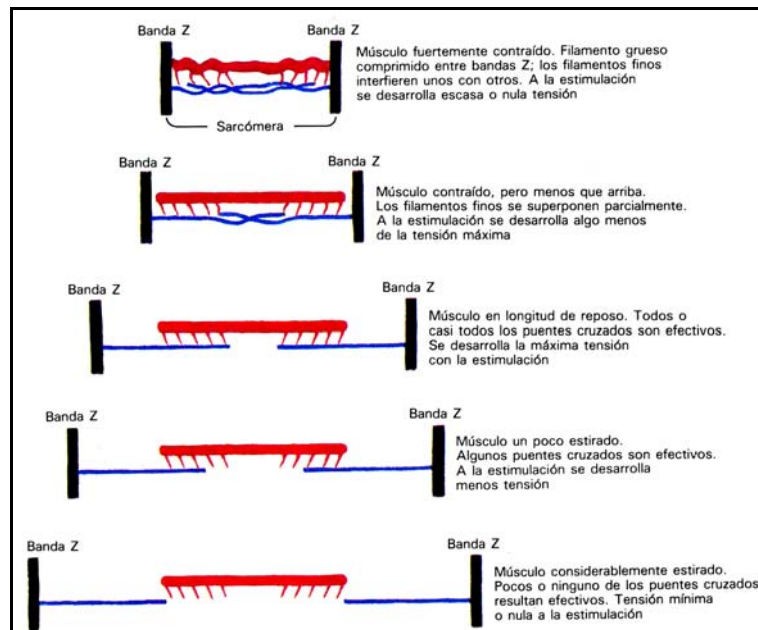 Banda Z Banda Z
Músculo fuertemente contraído. Filamento grueso
comprimido entre bandas Z; los filamentos finos
interfieren unos con otros. A la estimulación
se desarrolla escasa o nula tensión
Sarcómera
Banda Z Banda Z
Músculo contraído, pero menos que arriba.
Los filamentos finos se superponen parcialmente.
A la estimulación se desarrolla algo menos
de la tensión máxima
Banda Z Banda Z
Músculo en longitud de reposo. Todos o
casi todos los puentes cruzados son efectivos.
Se desarrolla la máxima tensión
con la estimulación
Banda Z Banda Z
Músculo un poco estirado.
Algunos puentes cruzados son efectivos.
A la estimulación se desarrolla
menos tensión
Banda Z Banda Z
Músculo considerablemente estirado.
Pocos o ninguno de los puentes cruzados
resultan efectivos. Tensión mínima
o nula a la estimulación